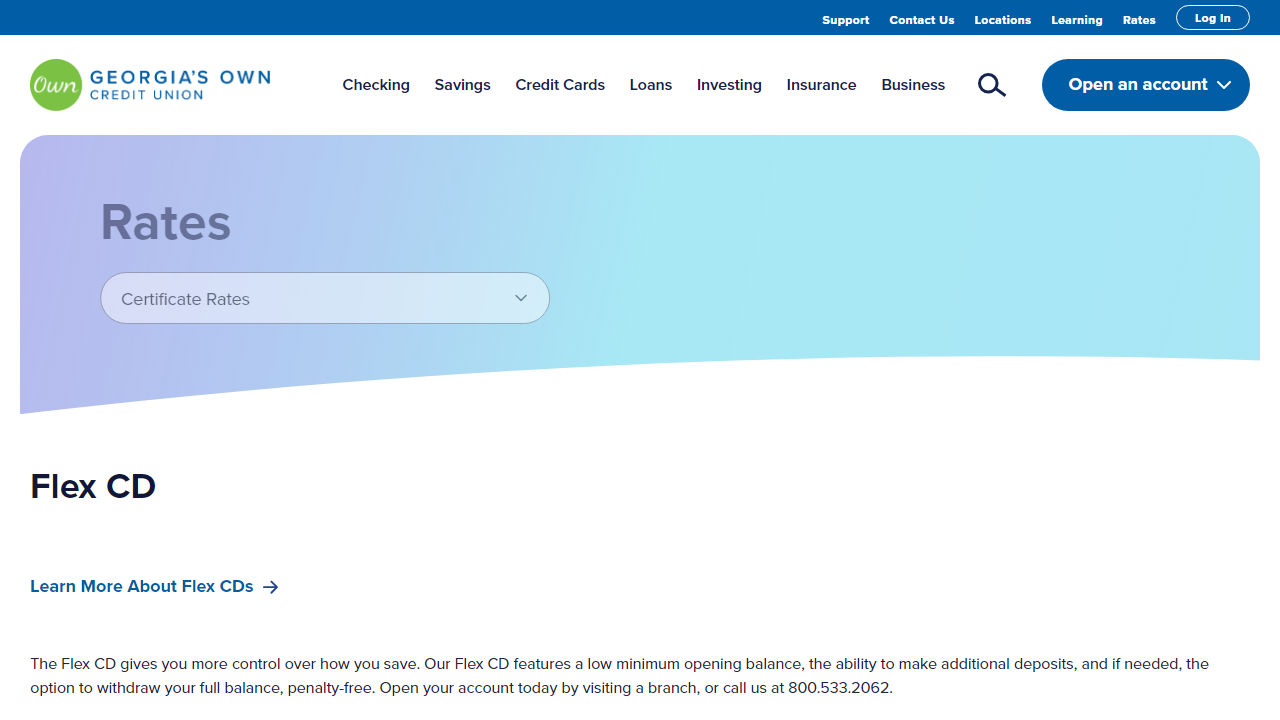 Support Contact Us Locations Learning Rates Log In
Own GEORGIA'S OWN
CREDIT UNION
Checking Savings Credit Cards Loans Investing Insurance Business Open an account
Rates
Certificate Rates
Flex CD
Learn More About Flex CDs
The Flex CD gives you more control over how you save. Our Flex CD features a low minimum opening balance, the ability to make additional deposits, and if needed, the
option to withdraw your full balance, penalty-free. Open your account today by visiting a branch, or call us at 800.533.2062.